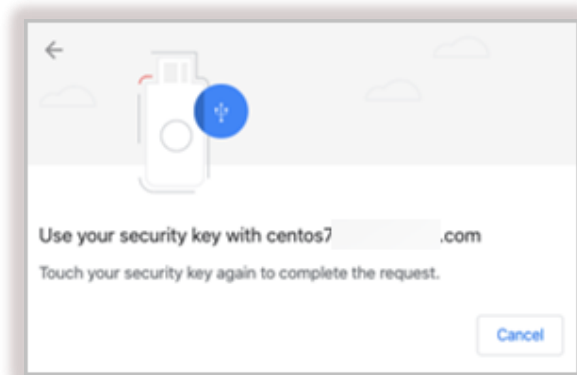 Use your security key with centos7 .com
Touch your security key again to complete the request.
Cancel